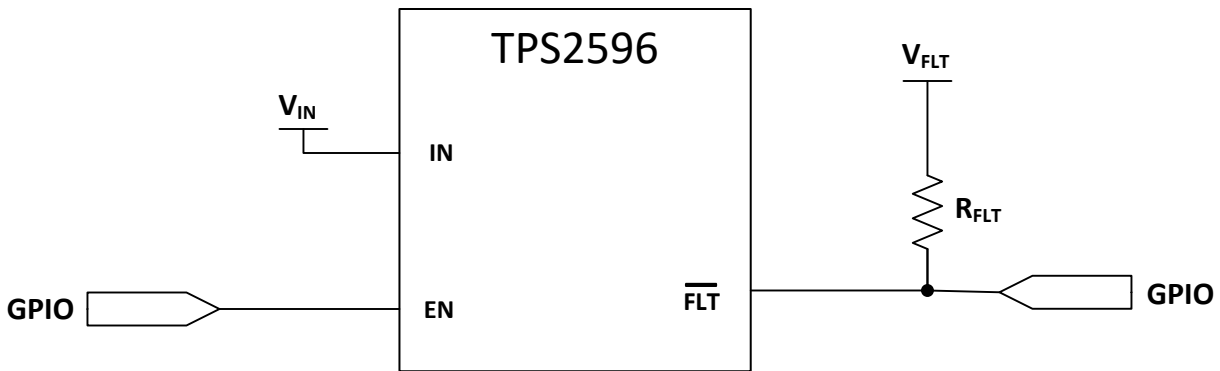 TPS2596
VFLT
VIN
IN
RFLT
GPIO
EN
FLT
GPIO